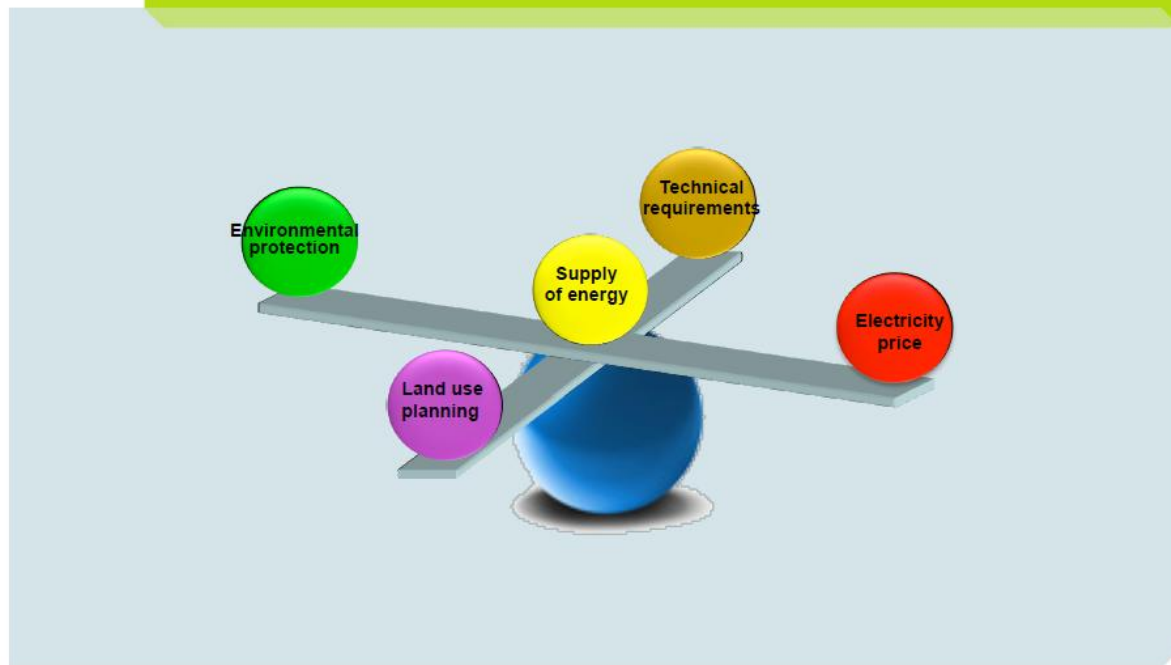 Technical
requirements
Environmental
protection
Supply
of energy
Electricity
price
Land use
planning